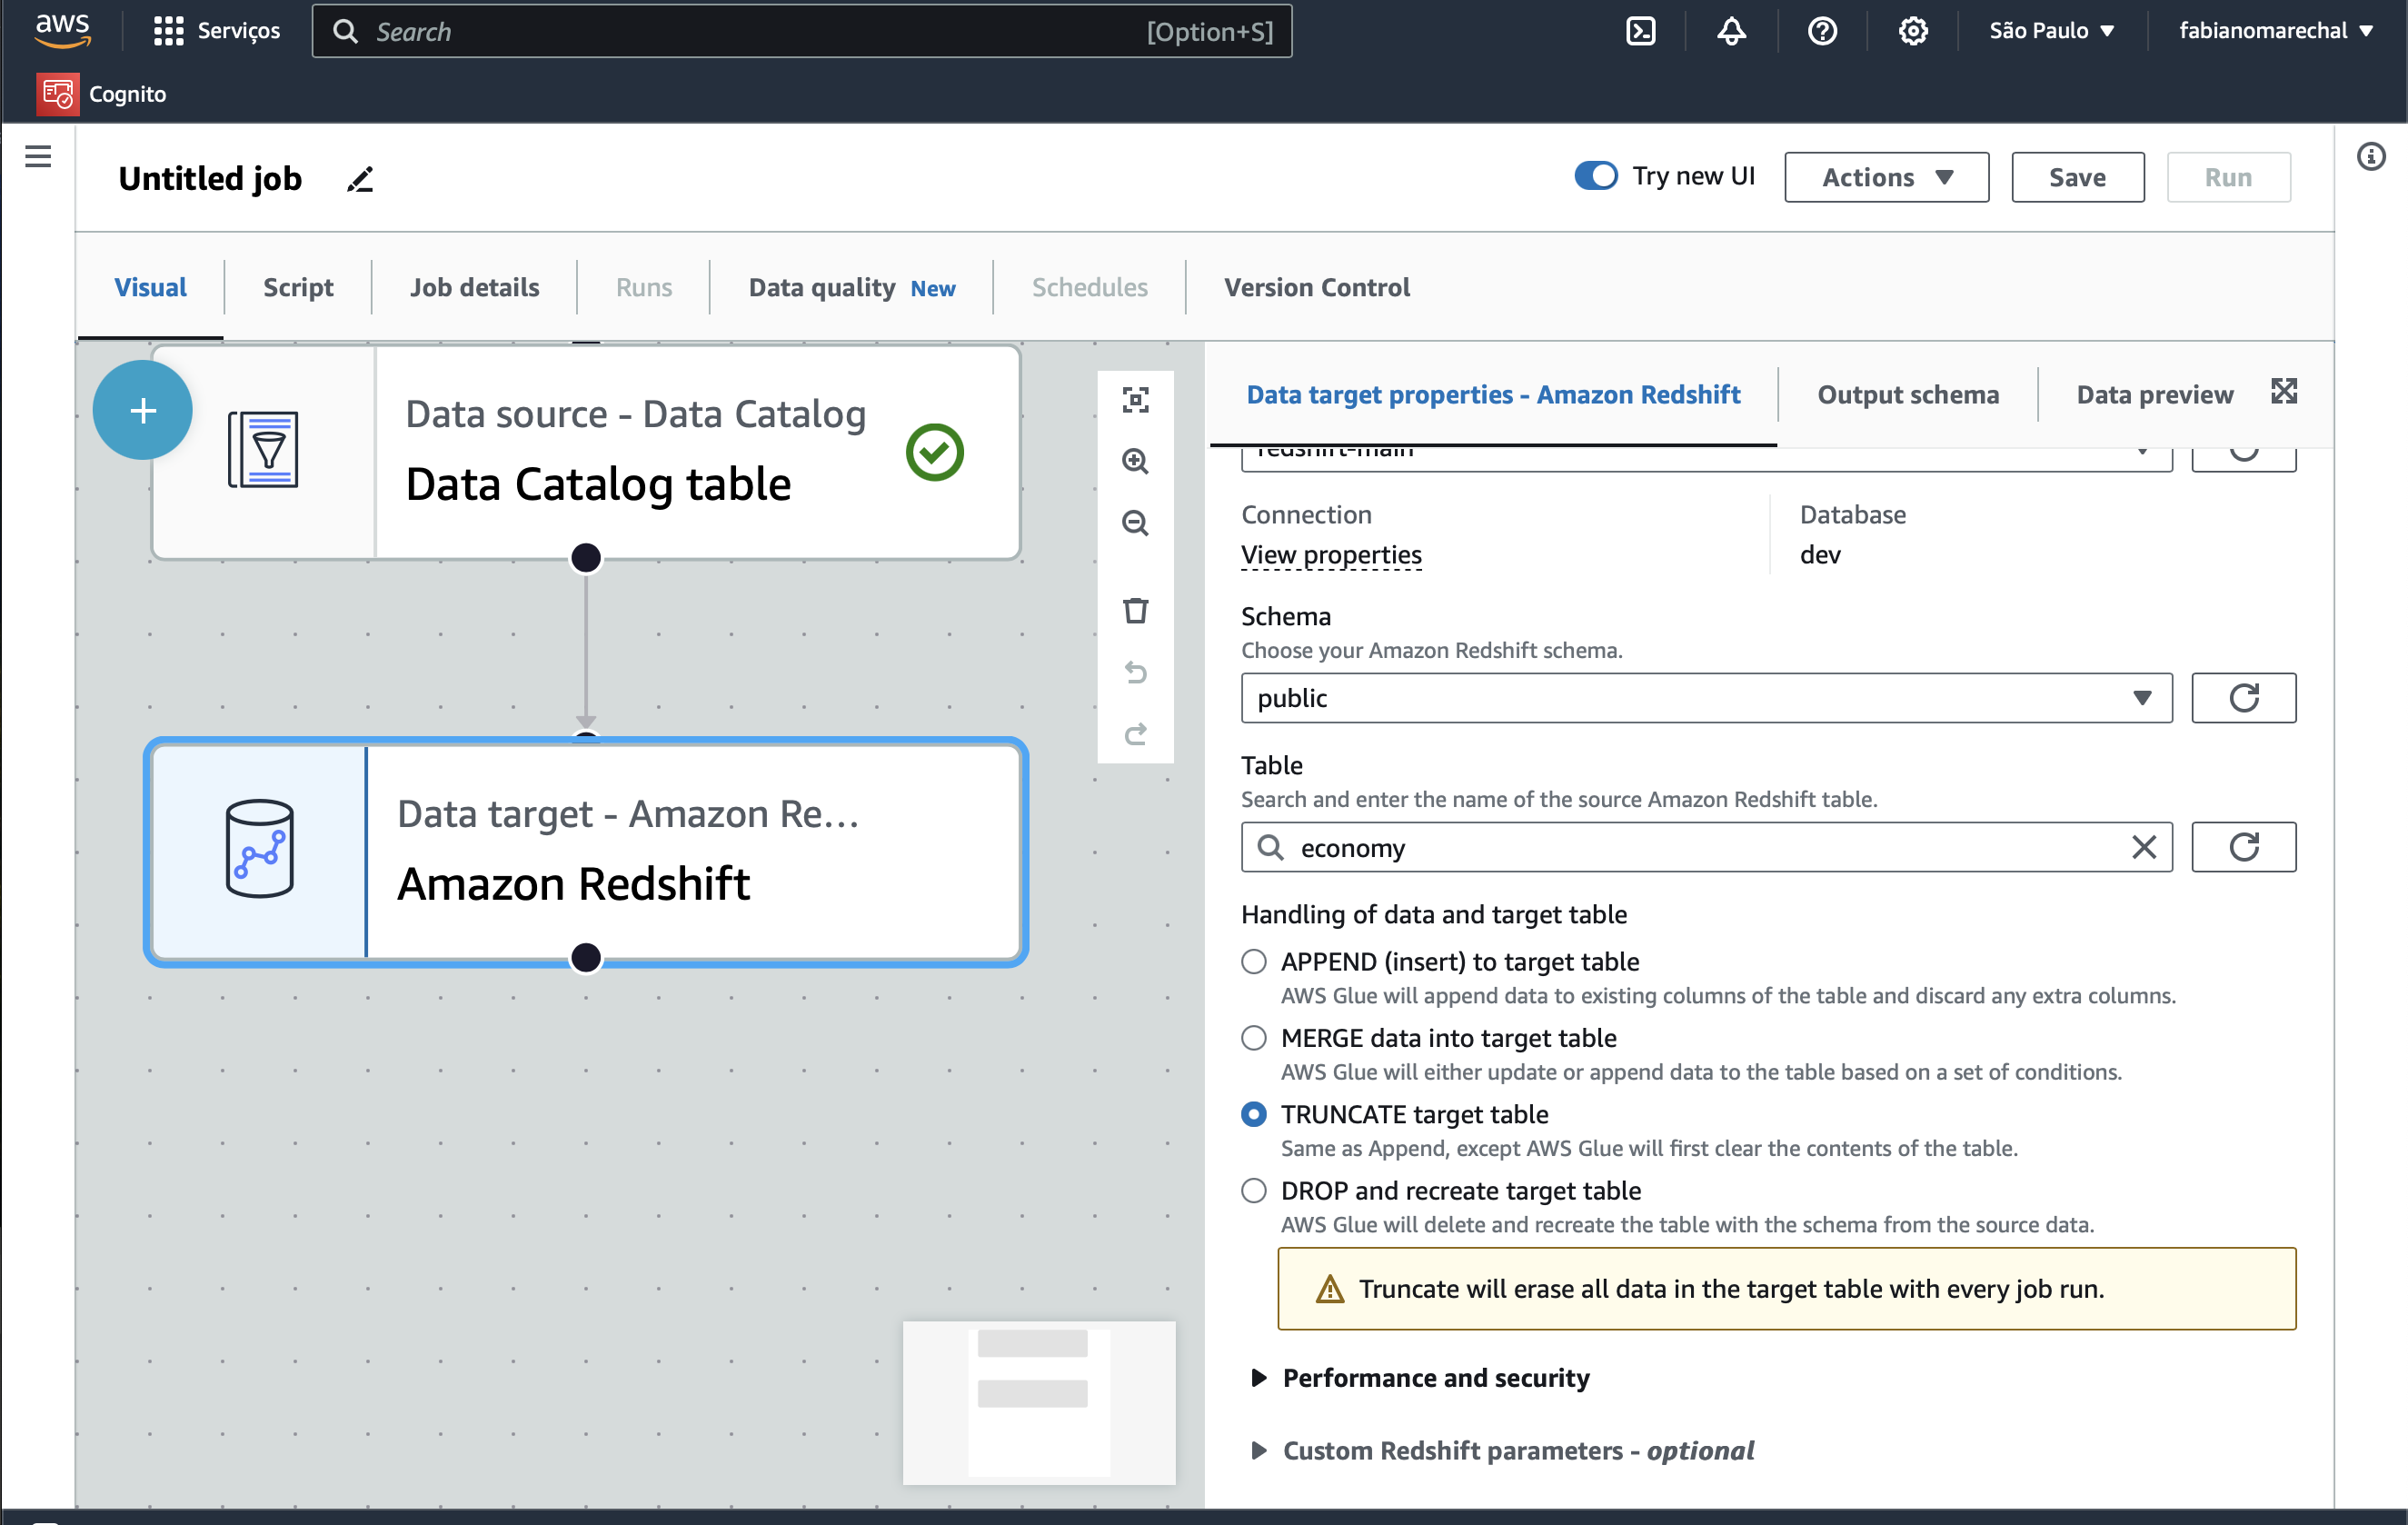 aws
Serviços
Search
[Option+S]
São Paulo
fabianomarechal
Cognito
Untitled job
Try new UI
Actions
Save
Run
Visual
Script
Job details
Runs
Data quality New
Schedules
Version Control
Data source - Data Catalog
Data Catalog table
Data target - Amazon Re...
Amazon Redshift
Data target properties - Amazon Redshift
Output schema
Data preview
redshift-main
Connection
View properties
Database
dev
Schema
Choose your Amazon Redshift schema.
public
Table
Search and enter the name of the source Amazon Redshift table.
economy
Handling of data and target table
APPEND (insert) to target table
AWS Glue will append data to existing columns of the table and discard any extra columns.
MERGE data into target table
AWS Glue will either update or append data to the table based on a set of conditions.
TRUNCATE target table
Same as Append, except AWS Glue will first clear the contents of the table.
DROP and recreate target table
AWS Glue will delete and recreate the table with the schema from the source data.
Truncate will erase all data in the target table with every job run.
Performance and security
Custom Redshift parameters - optional